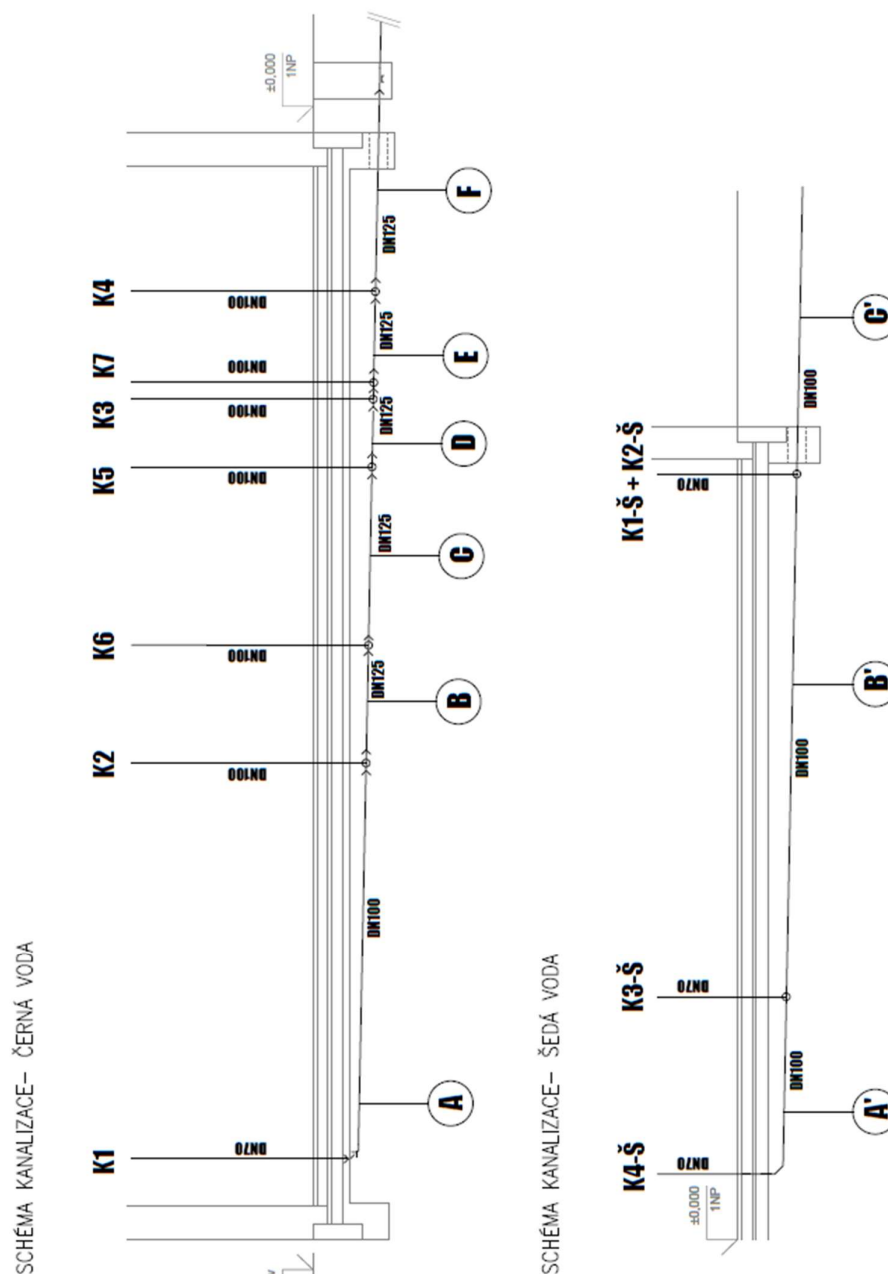 SCHÉMA KANALIZACE– ČERNÁ VODA
K1
K2
K6
K5
K3
K7
K4
±0,000
1NP
DN70
DN100
DN100
DN100
DN100
DN100
DN100
DN100
DN125
DN125
DN125
DN125
DN125
A
B
C
D
E
F
SCHÉMA KANALIZACE– ŠEDÁ VODA
K4-Š
K3-Š
K1-Š + K2-Š
±0,000
1NP
DN70
DN70
DN70
DN100
DN100
DN100
A'
B'
C'